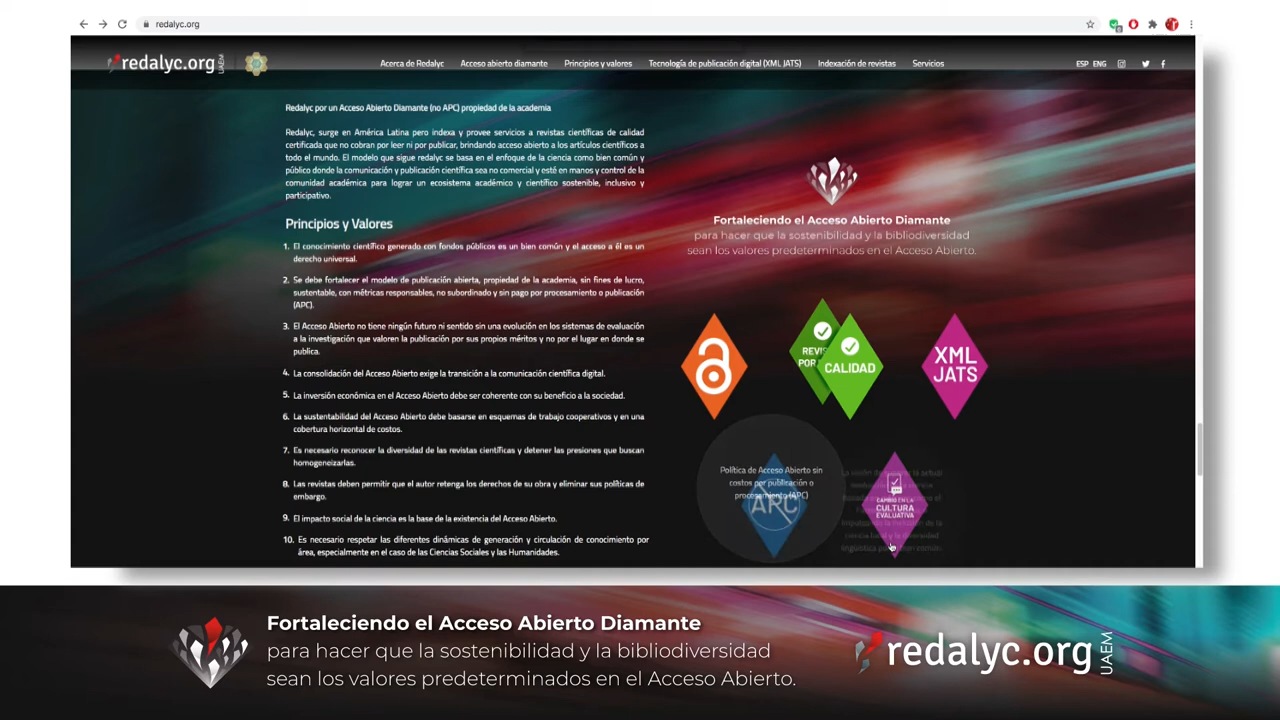 redalyc.org
redalyc.org UAEM
Acerca de Redalyc Acceso abierto diamante Principios y valores Tecnología de publicación digital (XML JATS) Indexación de revistas Servicios ESP ENG
Redalyc por un Acceso Abierto Diamante (no APC) propiedad de la academia
Redalyc, surge en América Latina pero indexa y provee servicios a revistas científicas de calidad
certificada que no cobran por leer ni por publicar, brindando acceso abierto a los artículos científicos a
todo el mundo. El modelo que sigue redalyc se basa en el enfoque de la ciencia como bien común y
público donde la comunicación y publicación científica sea no comercial y esté en manos y control de la
comunidad académica para lograr un ecosistema académico y científico sostenible, inclusivo y
participativo.
Principios y Valores
1. El conocimiento científico generado con fondos públicos es un bien común y el acceso a él es un
derecho universal.
2. Se debe fortalecer el modelo de publicación abierta, propiedad de la academia, sin fines de lucro,
sustentable, con métricas responsables, no subordinado y sin pago por procesamiento o publicación
(APC).
3. El Acceso Abierto no tiene ningún futuro ni sentido sin una evolución en los sistemas de evaluación
a la investigación que valoren la publicación por sus propios méritos y no por el lugar en donde se
publica.
4. La consolidación del Acceso Abierto exige la transición a la comunicación científica digital.
5. La inversión económica en el Acceso Abierto debe ser coherente con su beneficio a la sociedad.
6. La sustentabilidad del Acceso Abierto debe basarse en esquemas de trabajo cooperativos y en una
cobertura horizontal de costos.
7. Es necesario reconocer la diversidad de las revistas científicas y detener las presiones que buscan
homogeneizarlas.
8. Las revistas deben permitir que el autor retenga los derechos de su obra y eliminar sus políticas de
embargo.
9. El impacto social de la ciencia es la base de la existencia del Acceso Abierto.
10. Es necesario respetar las diferentes dinámicas de generación y circulación de conocimiento por
área, especialmente en el caso de las Ciencias Sociales y las Humanidades.
Fortaleciendo el Acceso Abierto Diamante
para hacer que la sostenibilidad y la bibliodiversidad
sean los valores predeterminados en el Acceso Abierto.
CALIDAD
XML
JATS
Política de Acceso Abierto sin
costos por publicación o
procesamiento (APC)
APC
CAMBIO EN LA
CULTURA
EVALUATIVA
Fortaleciendo el Acceso Abierto Diamante
para hacer que la sostenibilidad y la bibliodiversidad
sean los valores predeterminados en el Acceso Abierto.
redalyc.org UAEM